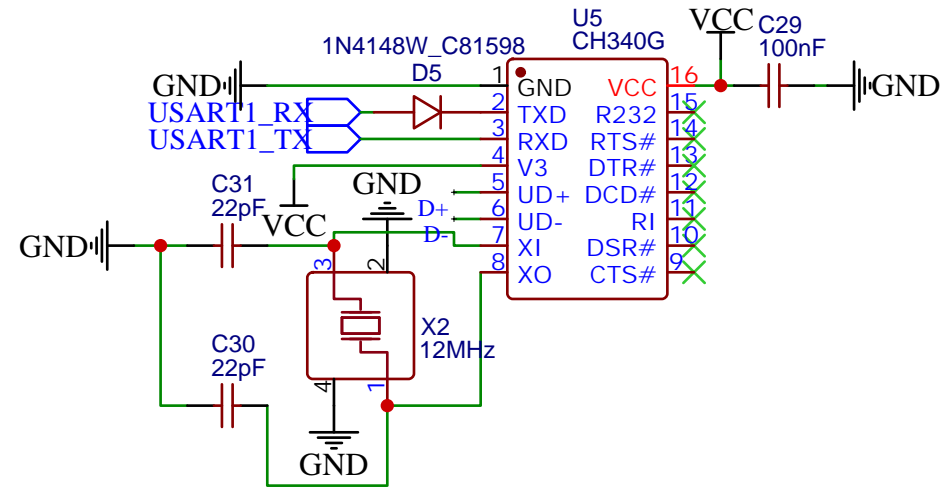 U5
CH340G
VCC
C29
100nF
1N4148W_C81598
D5
GND
1
GND
VCC
16
GND
USART1_RX
2
TXD
R232
15
USART1_TX
3
RXD
RTS#
14
4
V3
DTR#
13
C31
22pF
GND
VCC
5
UD+
DCD#
12
D+
6
UD-
RI
11
D-
7
XI
DSR#
10
GND
8
XO
CTS#
9
3
2
X2
12MHz
C30
22pF
4
1
GND